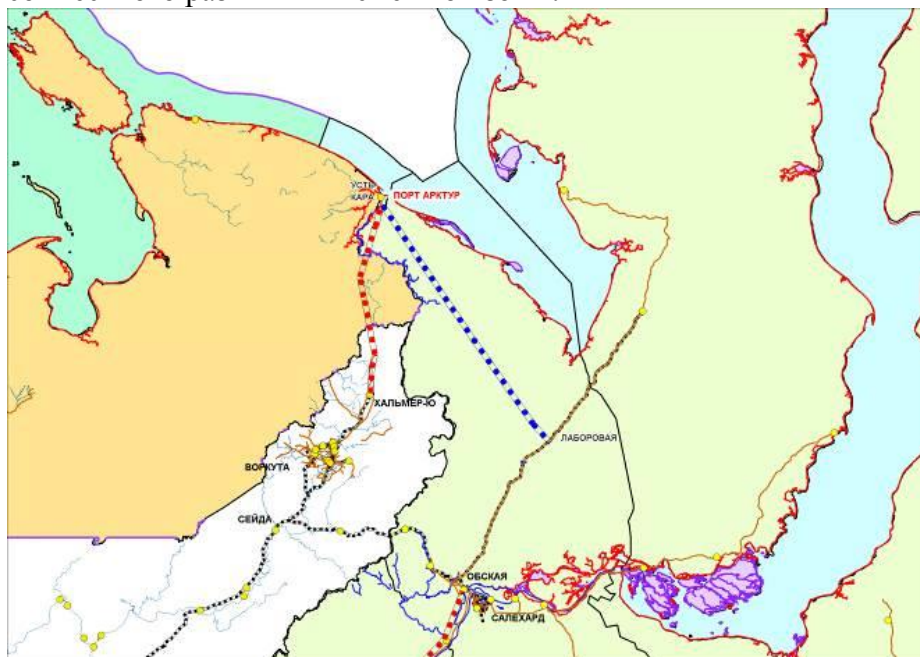 УСТЬ
КАРА
ПОРТ АРКТУР
ХАЛЬМЕР-Ю
ЛАБОРОВАЯ
ВОРКУТА
СЕЙДА
ОБСКАЯ
САЛЕХАРД